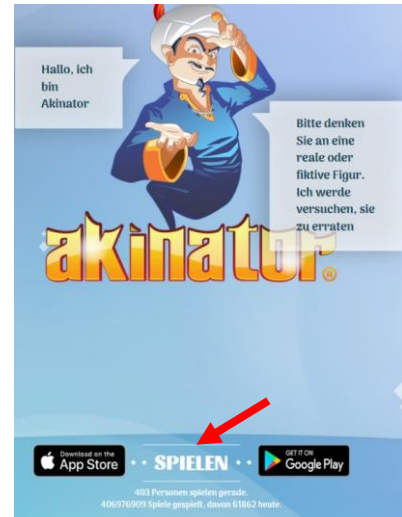 Hallo, ich
bin
Akinator
Bitte denken
Sie an eine
reale oder
fiktive Figur.
Ich werde
versuchen, sie
zu erraten
akinator®
Download on the
App Store
SPIELEN
GET IT ON
Google Play
403 Personen spielen gerade.
406976909 Spiele gespielt, davon 61862 heute.